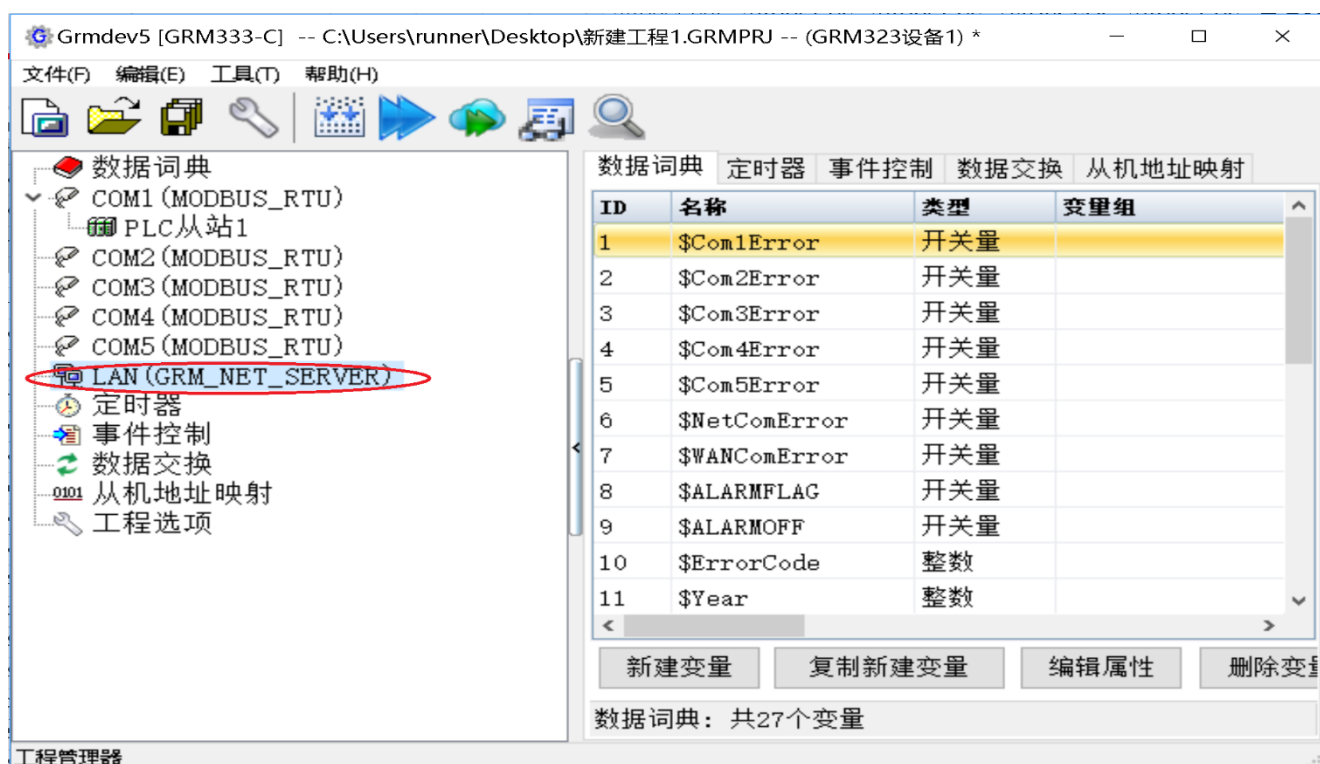 Grmdev5 [GRM333-C] -- C:\Users\runner\Desktop\新建工程1.GRMPRJ -- (GRM323设备1) *
文件(F) 编辑(E) 工具(T) 帮助(H)
数据词典
COM1(MODBUS_RTU)
PLC从站1
COM2(MODBUS_RTU)
COM3(MODBUS_RTU)
COM4(MODBUS_RTU)
COM5(MODBUS_RTU)
LAN(GRM_NET_SERVER)
定时器
事件控制
数据交换
0101 从机地址映射
工程选项
数据词典 定时器 事件控制 数据交换 从机地址映射
ID 名称 类型 变量组
1 $Com1Error 开关量
2 $Com2Error 开关量
3 $Com3Error 开关量
4 $Com4Error 开关量
5 $Com5Error 开关量
6 $NetComError 开关量
7 $WANComError 开关量
8 $ALARMFLAG 开关量
9 $ALARMOFF 开关量
10 $ErrorCode 整数
11 $Year 整数
新建变量 复制新建变量 编辑属性 删除变量
数据词典: 共27个变量
工程管理器